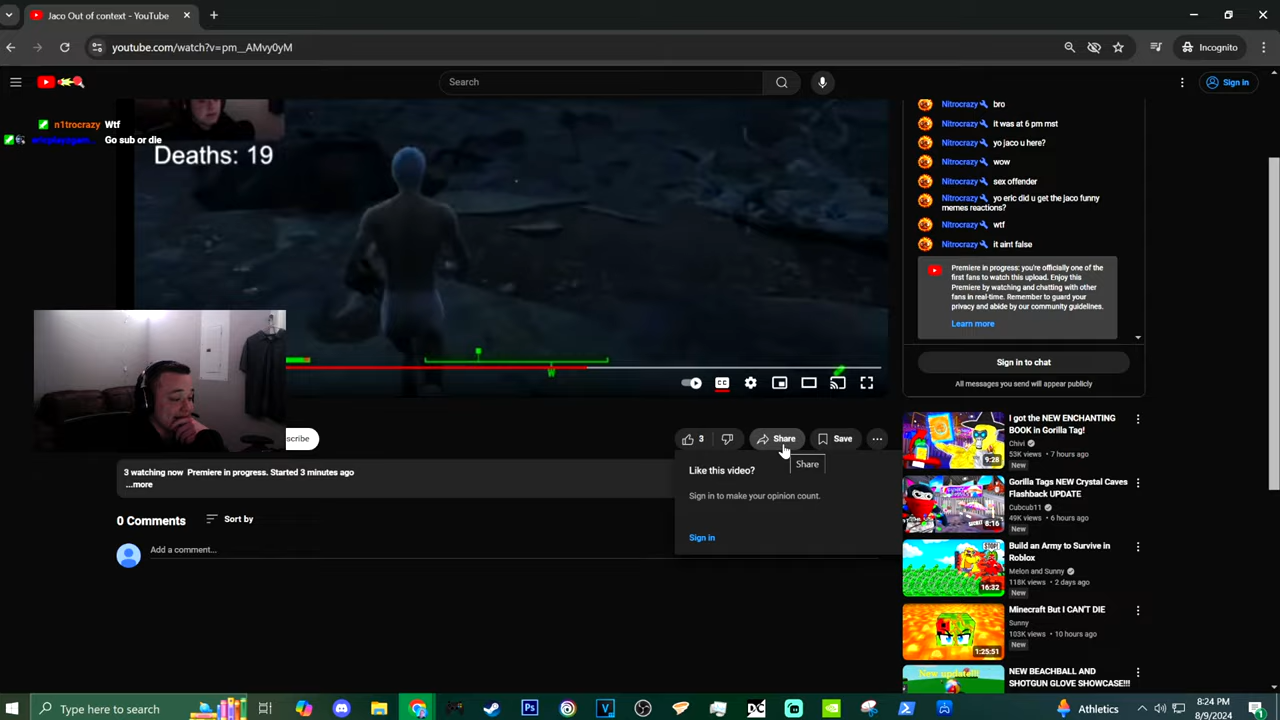 Jaco Out of context - YouTube
youtube.com/watch?v=pm__AMvy0yM
Incognito
Search
Sign in
n1trocrazy Wtf
Go sub or die
Deaths: 19
Nitrocrazy bro
Nitrocrazy it was at 6 pm mst
Nitrocrazy yo jaco u here?
Nitrocrazy wow
Nitrocrazy sex offender
Nitrocrazy yo eric did u get the jaco funny
memes reactions?
Nitrocrazy wtf
Nitrocrazy it aint false
Premiere in progress: you're officially one of the
first fans to watch this upload. Enjoy this
Premiere by watching and chatting with other
fans in real-time. Remember to guard your
privacy and abide by our community guidelines.
Learn more
Sign in to chat
All messages you send will appear publicly
W
CC
scribe
3
Share
Save
Share
3 watching now Premiere in progress. Started 3 minutes ago
...more
Like this video?
Sign in to make your opinion count.
Sign in
0 Comments
Sort by
Add a comment...
I got the NEW ENCHANTING
BOOK in Gorilla Tag!
Chivi
53K views • 7 hours ago
New
9:28
Gorilla Tags NEW Crystal Caves
Flashback UPDATE
Cubcub11
49K views • 6 hours ago
New
8:16
Build an Army to Survive in
Roblox
Melon and Sunny
118K views • 2 days ago
New
STOP!
16:32
Minecraft But I CAN'T DIE
Sunny
103K views • 10 hours ago
New
1:25:51
NEW BEACHBALL AND
SHOTGUN GLOVE SHOWCASE!!!
New update!!!
Type here to search
Ps
V
Athletics
8:24 PM
8/9/2024